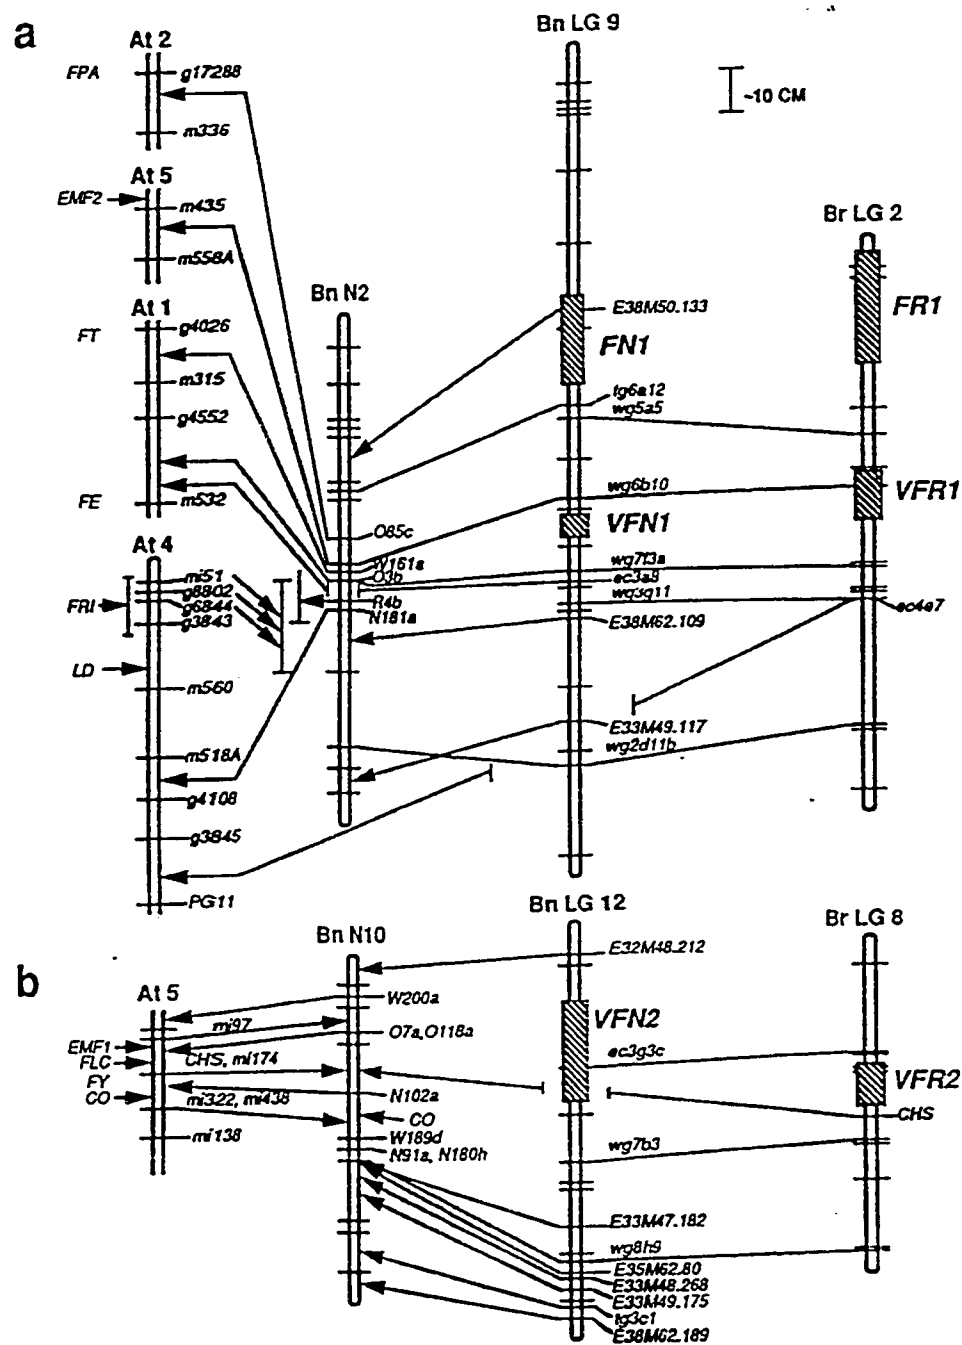 a
At 2
FPA
g17288
m336
At 5
EMF2
m435
m558A
At 1
FT
g4026
m315
g4552
FE
m532
At 4
mi51
g8802
FRI
g6844
g3843
LD
m560
m518A
g4108
g3845
PG11
Bn N2
O85c
W161a
O3b
R4b
N181a
Bn LG 9
E38M50.133
FN1
tg6a12
wg5a5
wg6b10
VFN1
wg7f3a
ec3a8
wg3g11
E38M62.109
E33M49.117
wg2d11b
~10 CM
Br LG 2
FR1
VFR1
ec4e7
b
At 5
mi97
EMF1
FLC
CHS, mi174
FY
CO
mi322, mi438
mi138
Bn N10
W200a
O7a,O118a
N102a
CO
W189d
N91a, N180h
Bn LG 12
E32M48.212
VFN2
ec3g3c
wg7b3
E33M47.182
wg8h9
E35M62.80
E33M48.268
E33M49.175
tg3c1
E38M62.189
Br LG 8
VFR2
CHS